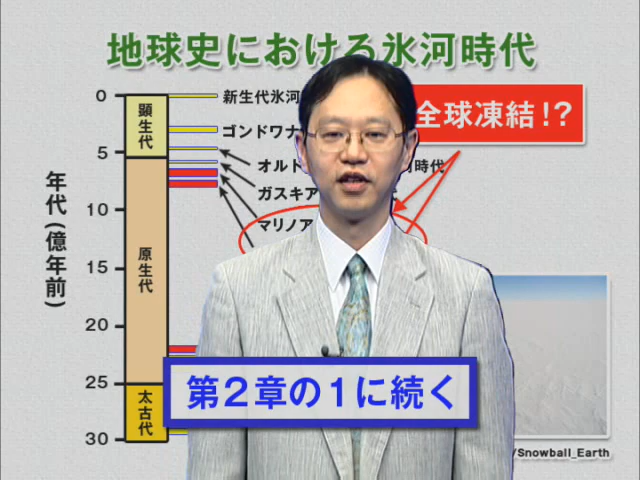 地球史における氷河時代
0
5
10
15
20
25
30
年代(億年前)
顕生代
原生代
太古代
新生代氷河
ゴンドワナ
オルド
河時代
ガスキア
マリノア
全球凍結!?
第2章の1に続く
/Snowball_Earth